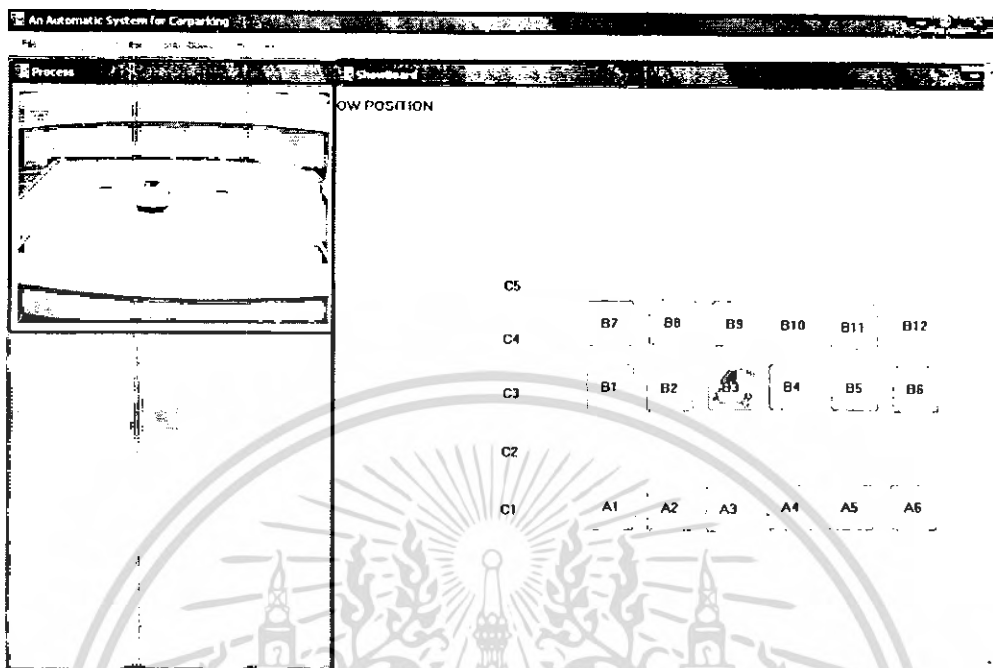 An Automatic System for Carparking
File
Process
ShowBoard
OW POSITION
C5
B7 B8 B9 B10 B11 B12
C4
C3 B1 B2 B3 B4 B5 B6
C2
C1 A1 A2 A3 A4 A5 A6